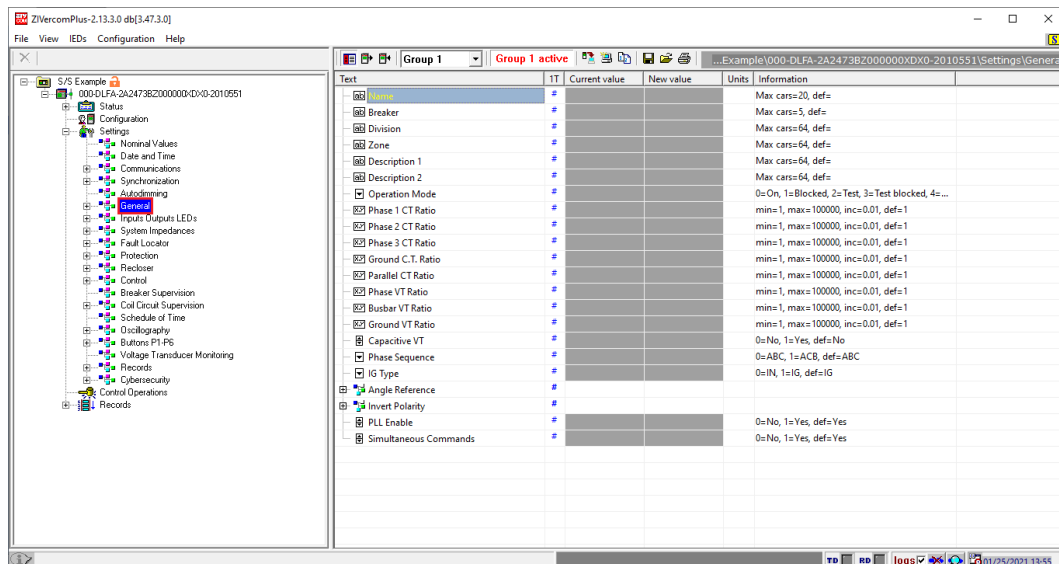 ZIVercomPlus-2.13.3.0 db[3.47.3.0]
File View IEDs Configuration Help
Group 1 Group 1 active ...Example\000-DLFA-2A2473BZ000000XDX0-2010551\Settings\Genera
S/S Example
000-DLFA-2A2473BZ000000XDX0-2010551
Status
Configuration
Settings
Nominal Values
Date and Time
Communications
Synchronization
Autodimming
General
Inputs Outputs LEDs
System Impedances
Fault Locator
Protection
Recloser
Control
Breaker Supervision
Coil Circuit Supervision
Schedule of Time
Oscillography
Buttons P1-P6
Voltage Transducer Monitoring
Records
Cybersecurity
Control Operations
Records
Text 1T Current value New value Units Information
Name # Max cars=20, def=
Breaker # Max cars=5, def=
Division # Max cars=64, def=
Zone # Max cars=64, def=
Description 1 # Max cars=64, def=
Description 2 # Max cars=64, def=
Operation Mode # 0=On, 1=Blocked, 2=Test, 3=Test blocked, 4=...
Phase 1 CT Ratio # min=1, max=100000, inc=0.01, def=1
Phase 2 CT Ratio # min=1, max=100000, inc=0.01, def=1
Phase 3 CT Ratio # min=1, max=100000, inc=0.01, def=1
Ground C.T. Ratio # min=1, max=100000, inc=0.01, def=1
Parallel CT Ratio # min=1, max=100000, inc=0.01, def=1
Phase VT Ratio # min=1, max=100000, inc=0.01, def=1
Busbar VT Ratio # min=1, max=100000, inc=0.01, def=1
Ground VT Ratio # min=1, max=100000, inc=0.01, def=1
Capacitive VT # 0=No, 1=Yes, def=No
Phase Sequence # 0=ABC, 1=ACB, def=ABC
IG Type # 0=IN, 1=IG, def=IG
Angle Reference #
Invert Polarity #
PLL Enable # 0=No, 1=Yes, def=Yes
Simultaneous Commands # 0=No, 1=Yes, def=Yes
TD RD logs 01/25/2021 13:55